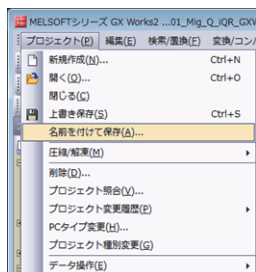 MELSOFTシリーズ GX Works2 ...01_Mig_Q_iQR_GXW
プロジェクト(P) 編集(E) 検索/置換(F) 変換/コン
新規作成(N)... Ctrl+N
開く(O)... Ctrl+O
閉じる(C)
上書き保存(S) Ctrl+S
名前を付けて保存(A)...
圧縮/解凍(M)
削除(D)...
プロジェクト照合(V)...
プロジェクト変更履歴(P)
PCタイプ変更(H)...
プロジェクト種別変更(G)
データ操作(E)